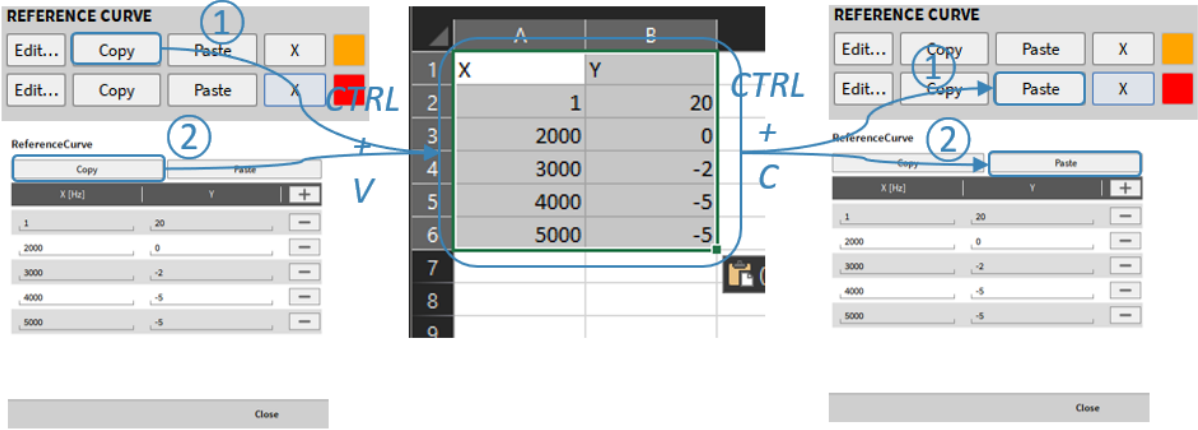 REFERENCE CURVE
1
Edit... Copy Paste X
Edit... Copy Paste X
2
ReferenceCurve
Copy Paste
X [Hz] Y +
1 20
2000 0
3000 -2
4000 -5
5000 -5
Close
CTRL
+
V
A B
1 X Y
2 1 20
3 2000 0
4 3000 -2
5 4000 -5
6 5000 -5
7
8
9
CTRL
+
C
REFERENCE CURVE
Edit... Copy Paste X
1
Edit... Copy Paste X
2
ReferenceCurve
Copy Paste
X [Hz] Y +
1 20
2000 0
3000 -2
4000 -5
5000 -5
Close